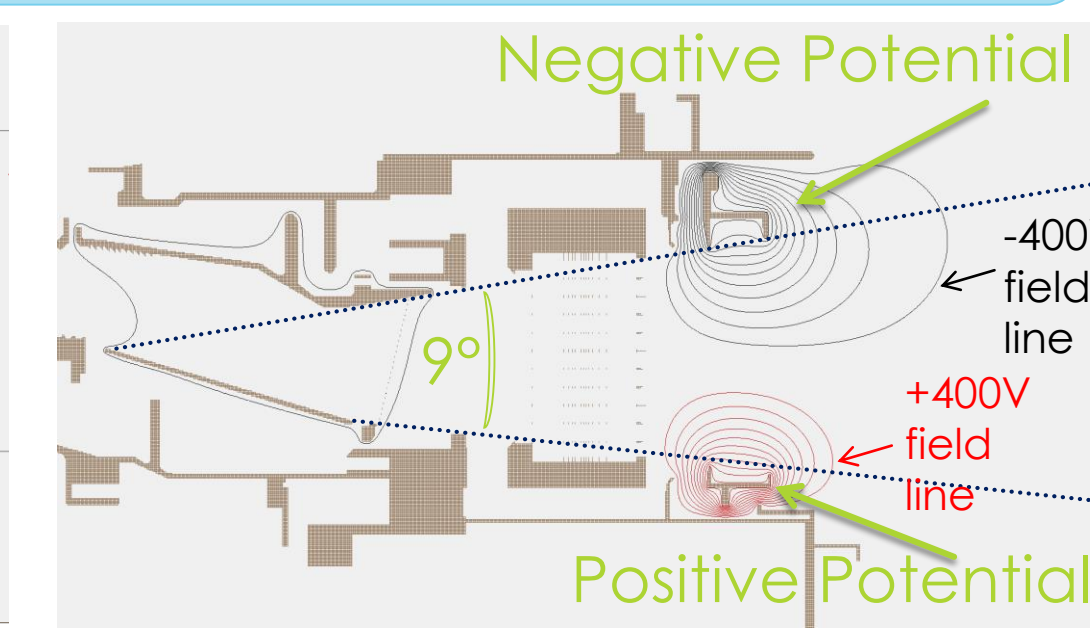 Negative Potential
-400
field
line
9°
+400V
field
line
Positive Potential